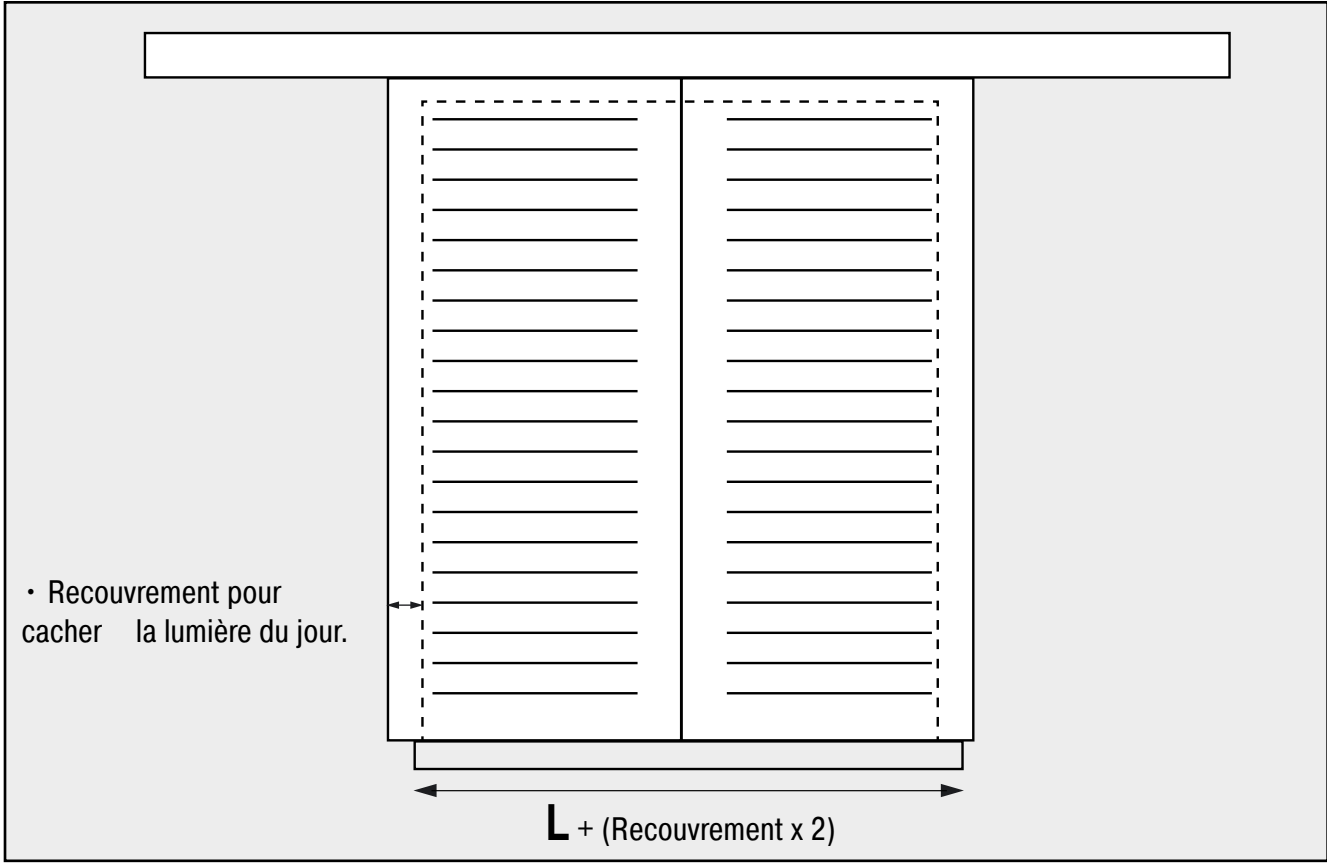 · Recouvrement pour
cacher la lumière du jour.
L + (Recouvrement x 2)